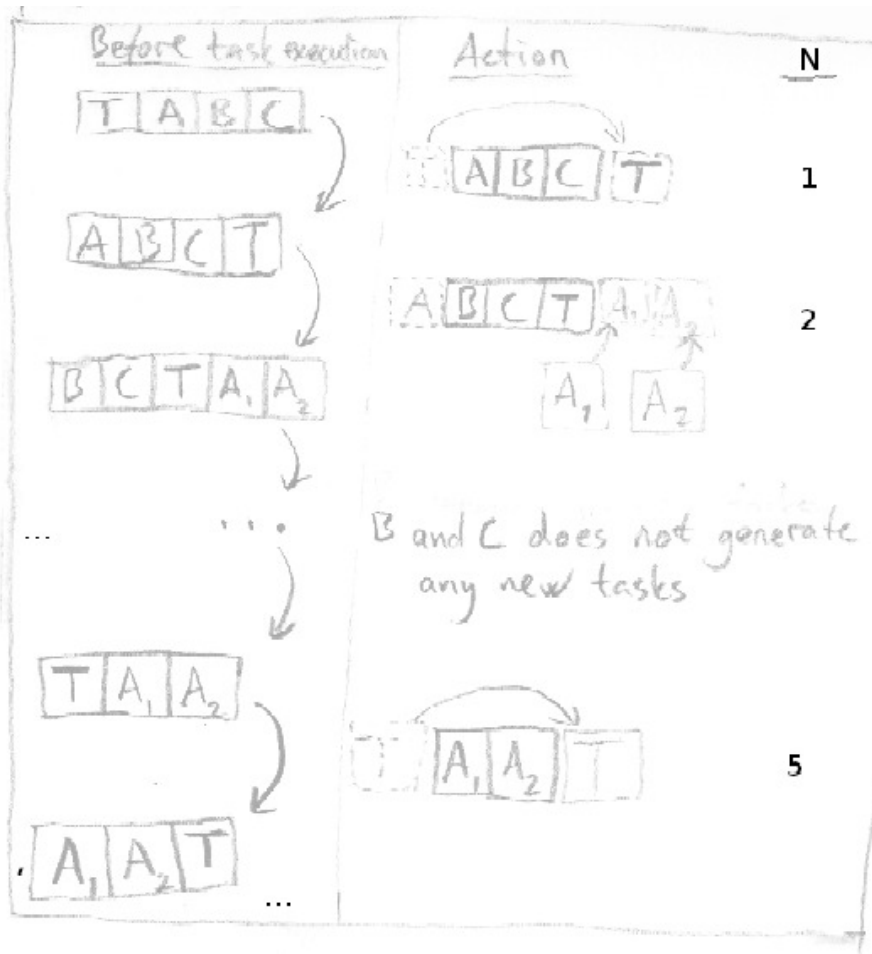 Before task execution
Action
N
T A B C
T A B C T
1
A B C T
A B C T A₁ A₂
2
B C T A₁ A₂
A₁ A₂
...
...
B and C does not generate
any new tasks
T A₁ A₂
T A₁ A₂ T
5
A₁ A₂ T
...